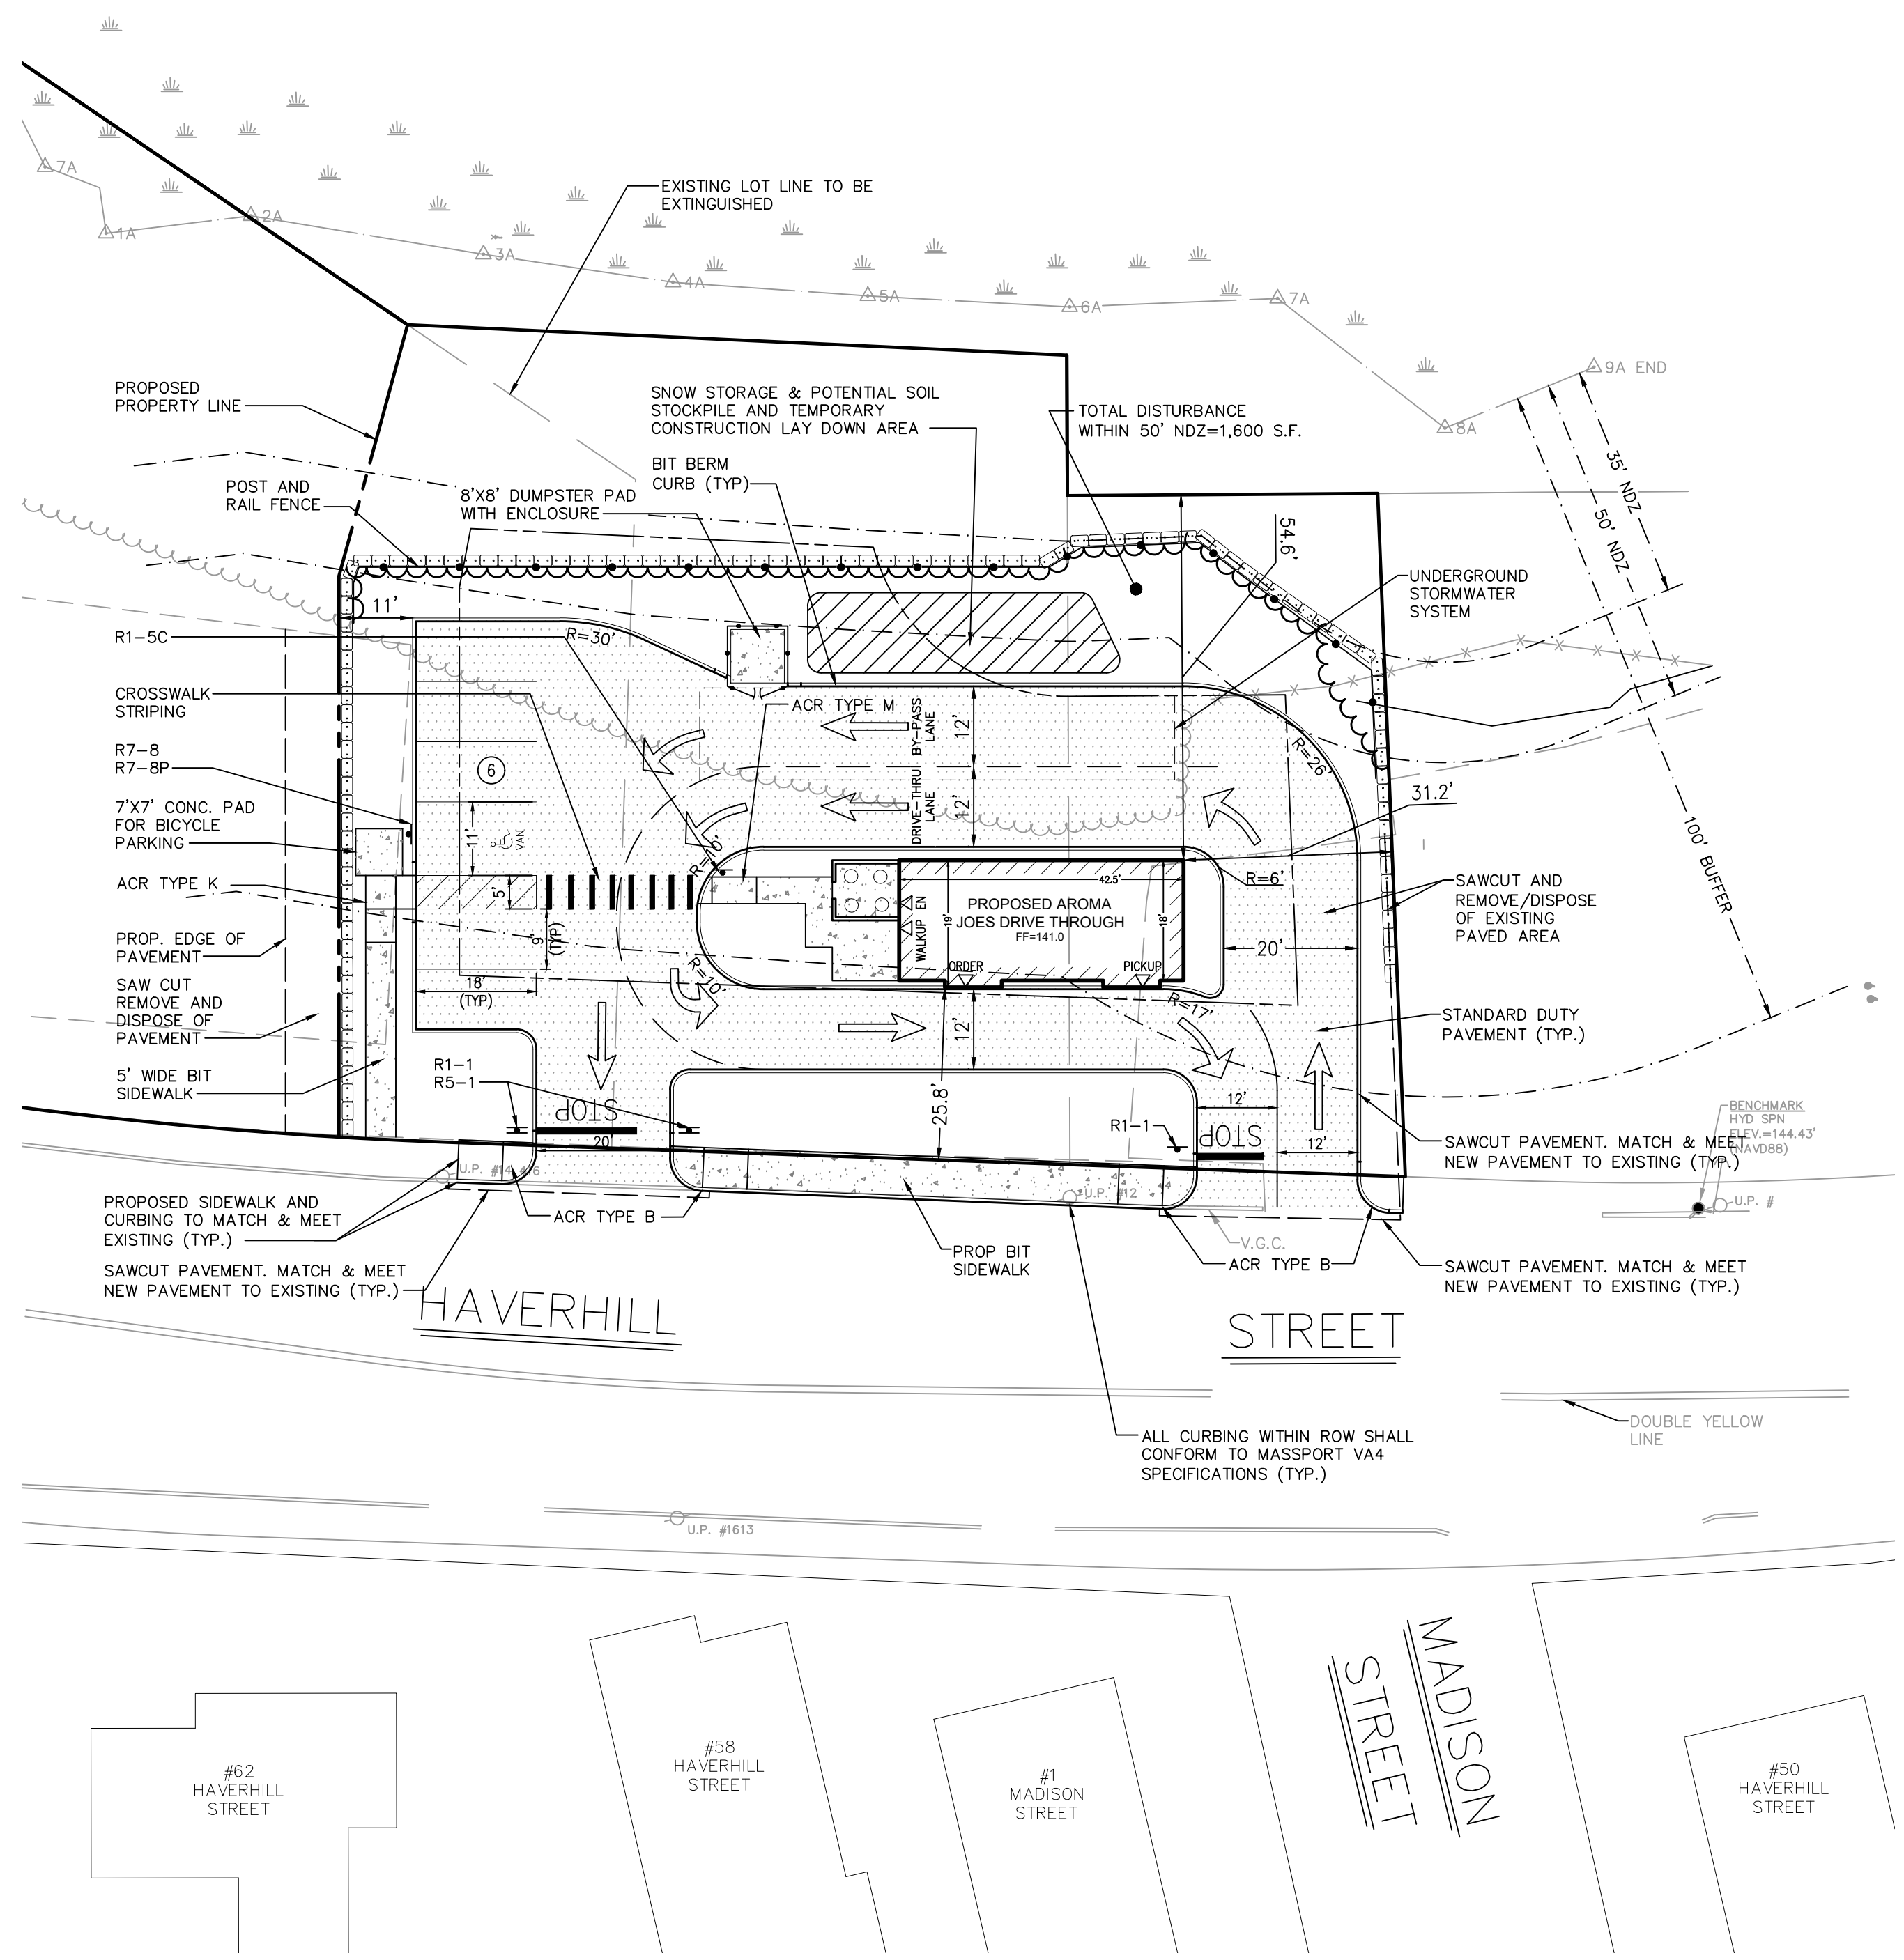 7A
1A
2A
3A
4A
5A
6A
7A
8A
9A END
EXISTING LOT LINE TO BE
EXTINGUISHED
PROPOSED
PROPERTY LINE
SNOW STORAGE & POTENTIAL SOIL
STOCKPILE AND TEMPORARY
CONSTRUCTION LAY DOWN AREA
TOTAL DISTURBANCE
WITHIN 50' NDZ=1,600 S.F.
35' NDZ
50' NDZ
100' BUFFER
BIT BERM
CURB (TYP)
POST AND
RAIL FENCE
8'X8' DUMPSTER PAD
WITH ENCLOSURE
54.6'
UNDERGROUND
STORMWATER
SYSTEM
11'
R1-5C
R=30'
CROSSWALK
STRIPING
ACR TYPE M
BY-PASS
LANE
12'
R=26'
R7-8
R7-8P
6
DRIVE-THRU
LANE
12'
31.2'
7'X7' CONC. PAD
FOR BICYCLE
PARKING
11'
VAN
ACR TYPE K
5'
42.5'
R=6'
SAWCUT AND
REMOVE/DISPOSE
OF EXISTING
PAVED AREA
PROPOSED AROMA
JOES DRIVE THROUGH
FF=141.0
WALKUP EN
19'
18'
ORDER
PICKUP
20'
PROP. EDGE OF
PAVEMENT
9'
(TYP)
18'
(TYP)
R=10'
R=17'
SAW CUT
REMOVE AND
DISPOSE OF
PAVEMENT
12'
STANDARD DUTY
PAVEMENT (TYP.)
5' WIDE BIT
SIDEWALK
R1-1
R5-1
STOP
20'
25.8'
R1-1
12'
STOP
12'
BENCHMARK
HYD SPN
ELEV.=144.43'
(NAVD88)
SAWCUT PAVEMENT. MATCH & MEET
NEW PAVEMENT TO EXISTING (TYP.)
U.P. #12
U.P. #
PROPOSED SIDEWALK AND
CURBING TO MATCH & MEET
EXISTING (TYP.)
ACR TYPE B
PROP BIT
SIDEWALK
V.G.C.
ACR TYPE B
SAWCUT PAVEMENT. MATCH & MEET
NEW PAVEMENT TO EXISTING (TYP.)
SAWCUT PAVEMENT. MATCH & MEET
NEW PAVEMENT TO EXISTING (TYP.)
HAVERHILL
STREET
DOUBLE YELLOW
LINE
ALL CURBING WITHIN ROW SHALL
CONFORM TO MASSPORT VA4
SPECIFICATIONS (TYP.)
U.P. #1613
MADISON
STREET
#62
HAVERHILL
STREET
#58
HAVERHILL
STREET
#1
MADISON
STREET
#50
HAVERHILL
STREET